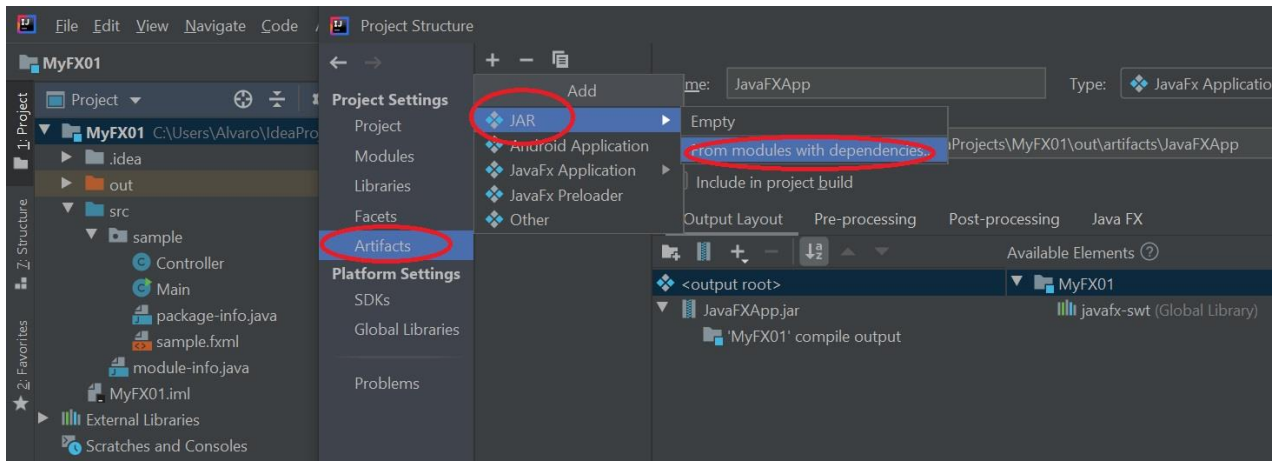 File Edit View Navigate Code
Project Structure
MyFX01
1: Project
7: Structure
2: Favorites
Project
MyFX01 C:\Users\Alvaro\IdeaPro
.idea
out
src
sample
Controller
Main
package-info.java
sample.fxml
module-info.java
MyFX01.iml
External Libraries
Scratches and Consoles
Project Settings
Project
Modules
Libraries
Facets
Artifacts
Platform Settings
SDKs
Global Libraries
Problems
Add
JAR
Android Application
JavaFx Application
JavaFx Preloader
Other
Empty
From modules with dependencies...
me: JavaFXApp
Type: JavaFx Applicatio
Projects\MyFX01\out\artifacts\JavaFXApp
Include in project build
Output Layout Pre-processing Post-processing Java FX
Available Elements
<output root>
JavaFXApp.jar
'MyFX01' compile output
MyFX01
javafx-swt (Global Library)